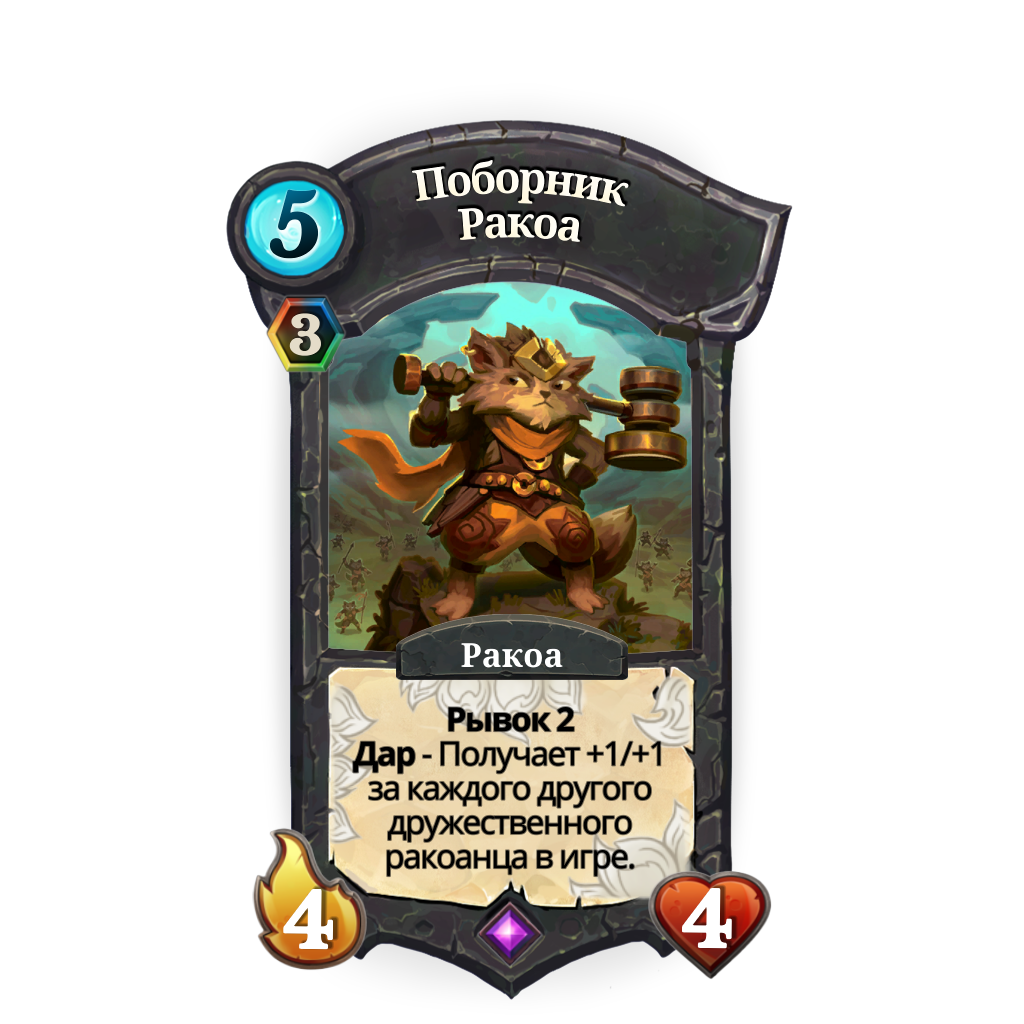 Поборник
Ракоа
5
3
Ракоа
Рывок 2
Дар - Получает +1/+1
за каждого другого
дружественного
ракоанца в игре.
4
4